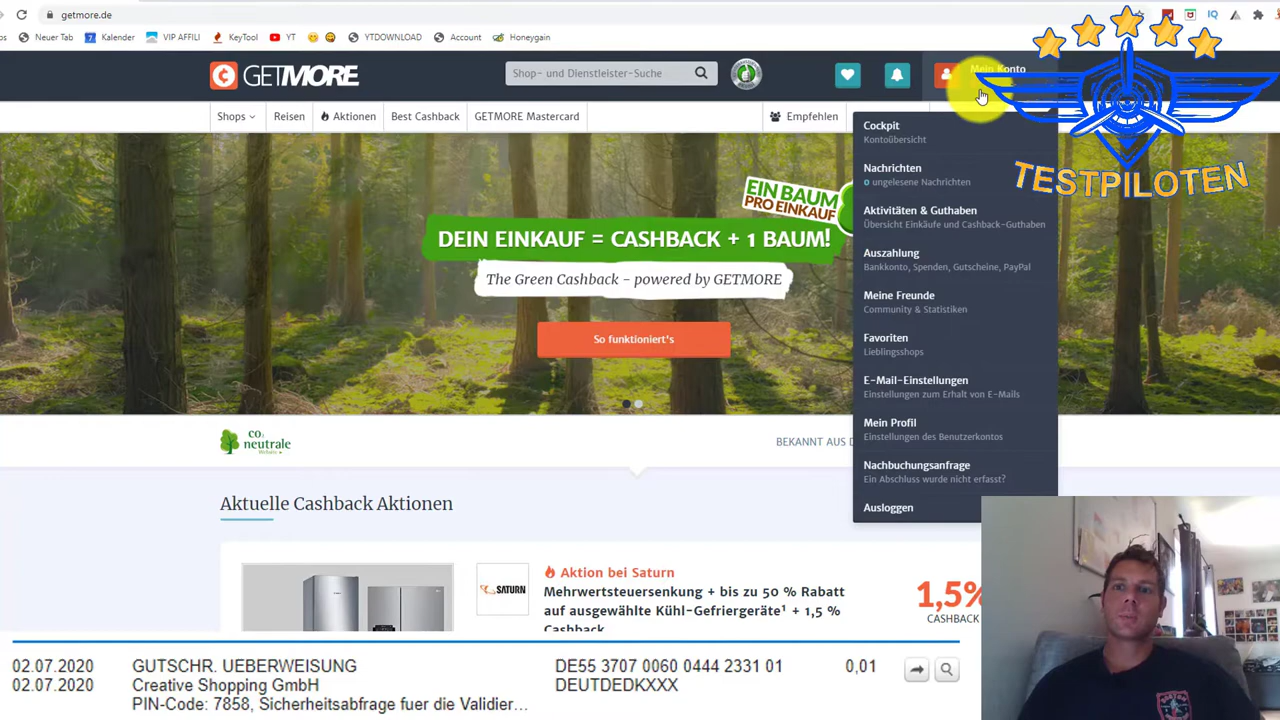 getmore.de
Neuer Tab
Kalender
VIP AFFILI
KeyTool
YT
YTDOWNLOAD
Account
Honeygain
GETMORE
Shop- und Dienstleister-Suche
Mein Konto
Shops
Reisen
Aktionen
Best Cashback
GETMORE Mastercard
Empfehlen
TESTPILOTEN
Cockpit
Kontoübersicht
Nachrichten
0 ungelesene Nachrichten
Aktivitäten & Guthaben
Übersicht Einkäufe und Cashback-Guthaben
Auszahlung
Bankkonto, Spenden, Gutscheine, PayPal
Meine Freunde
Community & Statistiken
Favoriten
Lieblingsshops
E-Mail-Einstellungen
Einstellungen zum Erhalt von E-Mails
Mein Profil
Einstellungen des Benutzerkontos
Nachbuchungsanfrage
Ein Abschluss wurde nicht erfasst?
Ausloggen
EIN BAUM
PRO EINKAUF
DEIN EINKAUF = CASHBACK + 1 BAUM!
The Green Cashback - powered by GETMORE
So funktioniert's
CO2
neutrale
Website
BEKANNT AUS
Aktuelle Cashback Aktionen
SATURN
Aktion bei Saturn
Mehrwertsteuersenkung + bis zu 50 % Rabatt
auf ausgewählte Kühl-Gefriergeräte¹ + 1,5 %
Cashback
1,5%
CASHBACK
02.07.2020 GUTSCHR. UEBERWEISUNG DE55 3707 0060 0444 2331 01 0,01
02.07.2020 Creative Shopping GmbH DEUTDEDKXXX
PIN-Code: 7858, Sicherheitsabfrage fuer die Validier...